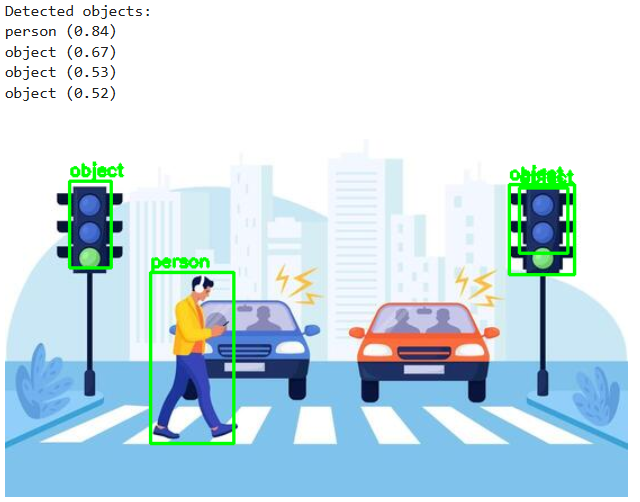 Detected objects:
person (0.84)
object (0.67)
object (0.53)
object (0.52)
object
object
person